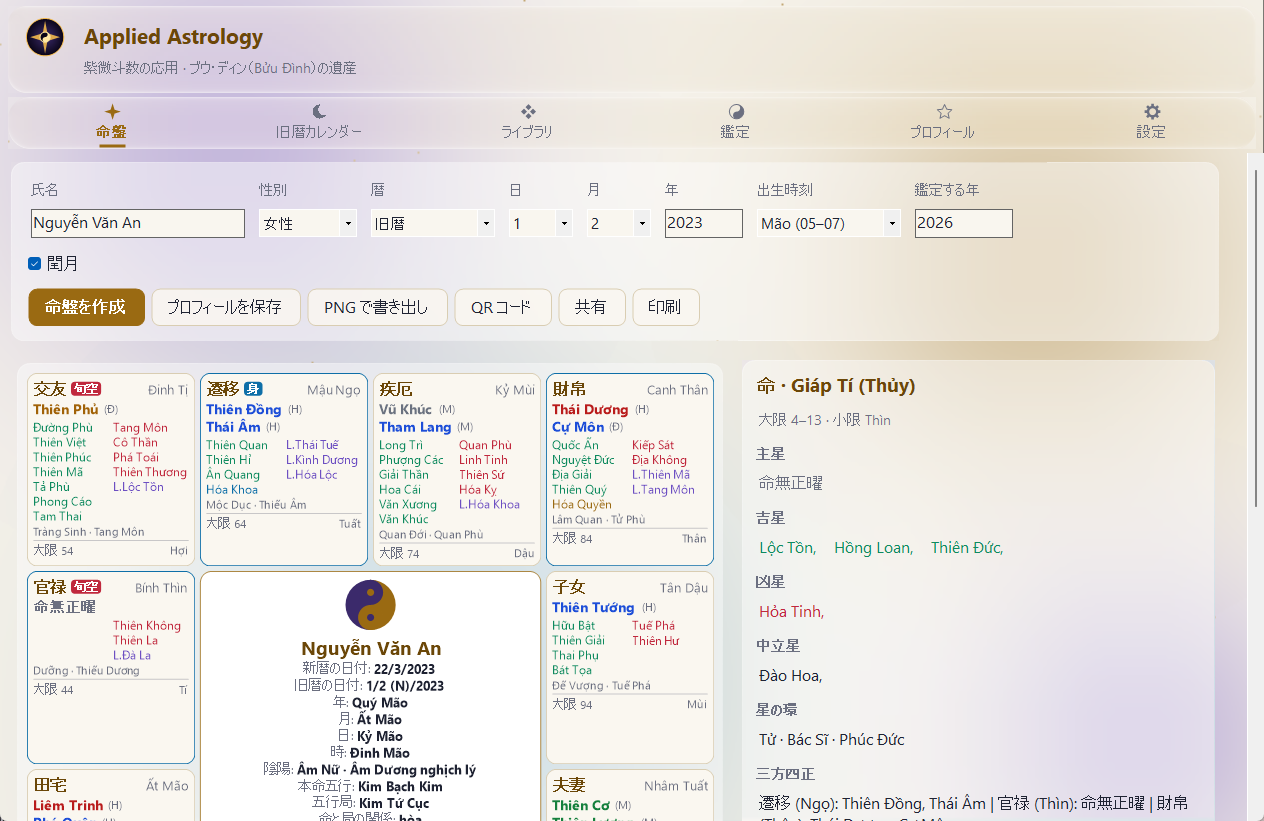 Applied Astrology
紫微斗数の応用 · ブウ・ディン（Bửu Đình）の遺産
命盤
旧暦カレンダー
ライブラリ
鑑定
プロフィール
設定
氏名
性別
暦
日
月
年
出生時刻
鑑定する年
Nguyễn Văn An
女性
旧暦
1
2
2023
Mão (05–07)
2026
閏月
命盤を作成
プロフィールを保存
PNG で書き出し
QR コード
共有
印刷
交友 旬空 Đinh Tị
Thiên Phủ (Đ)
Đường Phù Tang Môn
Thiên Việt Cô Thần
Thiên Phúc Phá Toái
Thiên Mã Thiên Thương
Tả Phù L.Lộc Tồn
Phong Cáo
Tam Thai
Tràng Sinh · Tang Môn
大限 54 Hợi
遷移 身 Mậu Ngọ
Thiên Đồng (H)
Thái Âm (H)
Thiên Quan L.Thái Tuế
Thiên Hỉ L.Kình Dương
Ân Quang L.Hóa Lộc
Hóa Khoa
Mộc Dục · Thiếu Âm
大限 64 Tuất
疾厄 Kỷ Mùi
Vũ Khúc (M)
Tham Lang (M)
Long Trì Quan Phù
Phượng Các Linh Tinh
Giải Thần Thiên Sứ
Hoa Cái Hóa Kỵ
Văn Xương L.Hóa Khoa
Văn Khúc
Quan Đới · Quan Phù
大限 74 Dậu
財帛 Canh Thân
Thái Dương (H)
Cự Môn (Đ)
Quốc Ấn Kiếp Sát
Nguyệt Đức Địa Không
Địa Giải L.Thiên Mã
Thiên Quý L.Tang Môn
Hóa Quyền
Lâm Quan · Tử Phù
大限 84 Thân
官禄 旬空 Bính Thìn
命無正曜
Thiên Không
Thiên La
L.Đà La
Dưỡng · Thiếu Dương
大限 44 Tí
Nguyễn Văn An
新暦の日付: 22/3/2023
旧暦の日付: 1/2 (N)/2023
年: Quý Mão
月: Ất Mão
日: Kỷ Mão
時: Đinh Mão
陰陽: Âm Nữ · Âm Dương nghịch lý
本命五行: Kim Bạch Kim
五行局: Kim Tứ Cục
命と局の関係: hòa
子女 Tân Dậu
Thiên Tướng (H)
Hữu Bật Tuế Phá
Thiên Giải Thiên Hư
Thai Phụ
Bát Tọa
Đế Vượng · Tuế Phá
大限 94 Mùi
田宅 Ất Mão
Liêm Trinh (H)
夫妻 Nhâm Tuất
Thiên Cơ (M)
命 · Giáp Tí (Thủy)
大限 4–13 · 小限 Thìn
主星
命無正曜
吉星
Lộc Tồn, Hồng Loan, Thiên Đức,
凶星
Hỏa Tinh,
中立星
Đào Hoa,
星の環
Tử · Bác Sĩ · Phúc Đức
三方四正
遷移 (Ngọ): Thiên Đồng, Thái Âm | 官禄 (Thìn): 命無正曜 | 財帛